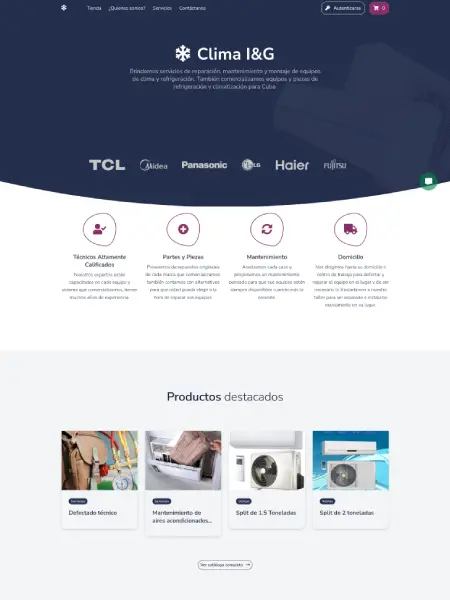 Tienda ¿Quienes somos? Servicios Contáctanos Autenticarse 0
Clima I&G
Brindamos servicios de reparación, mantenimiento y montaje de equipos
de clima y refrigeración. También comercializamos equipos y piezas de
refrigeración y climatización para Cuba
TCL Midea Panasonic LG Haier FUJITSU
Técnicos Altamente
Calificados
Nuestros expertos están
capacitados en cada equipo y
sistema que comercializamos, tienen
muchos años de experiencia.
Partes y Piezas
Proveemos de repuestos originales
de cada marca que comercializamos
también contamos con alternativas
para que usted pueda elegir a la
hora de reparar sus equipos
Mantenimiento
Analizamos cada caso y
proponemos un mantenimiento
periodo para que sus equipos estén
siempre disponibles cuando más lo
necesite.
Domicilio
Nos dirigimos hasta su domicilio o
centro de trabajo para defectar y
reparar el equipo en el lugar y de ser
necesario lo trasladamos a nuestro
taller para ser reparado e instalarlo
nuevamente en su lugar.
Productos destacados
Servicios
Defectado técnico
Servicios
Mantenimiento de
aires acondicionados...
Ventas
Split de 1.5 Toneladas
Ventas
Split de 2 toneladas
Ver catálogo completo →